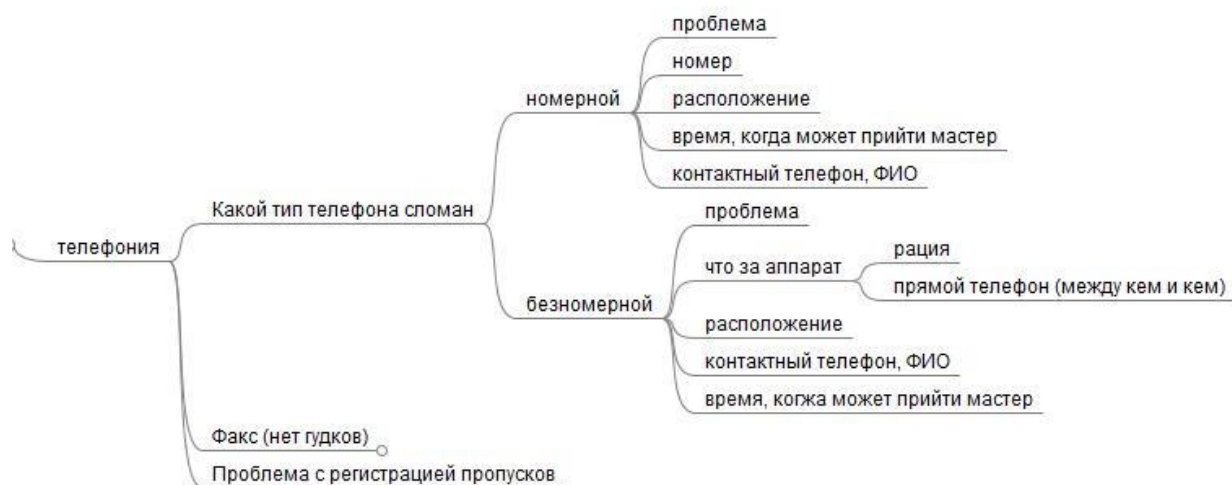 телефония
Какой тип телефона сломан
номерной
проблема
номер
расположение
время, когда может прийти мастер
контактный телефон, ФИО
безномерной
проблема
что за аппарат
рация
прямой телефон (между кем и кем)
расположение
контактный телефон, ФИО
время, когжа может прийти мастер
Факс (нет гудков)
Проблема с регистрацией пропусков